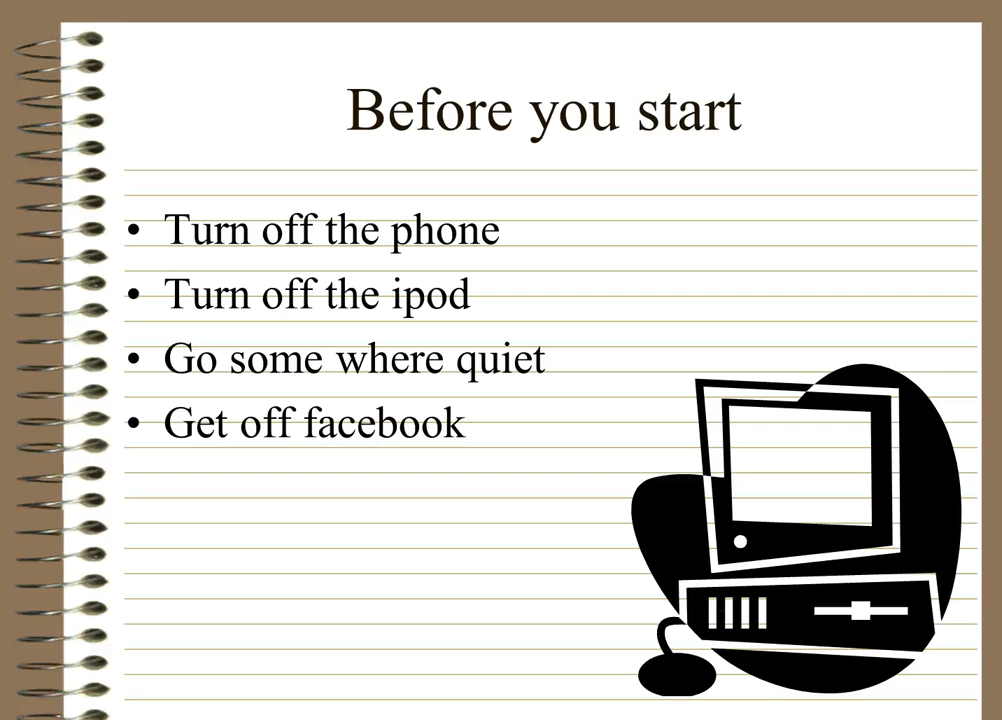 Before you start
• Turn off the phone
• Turn off the ipod
• Go some where quiet
• Get off facebook